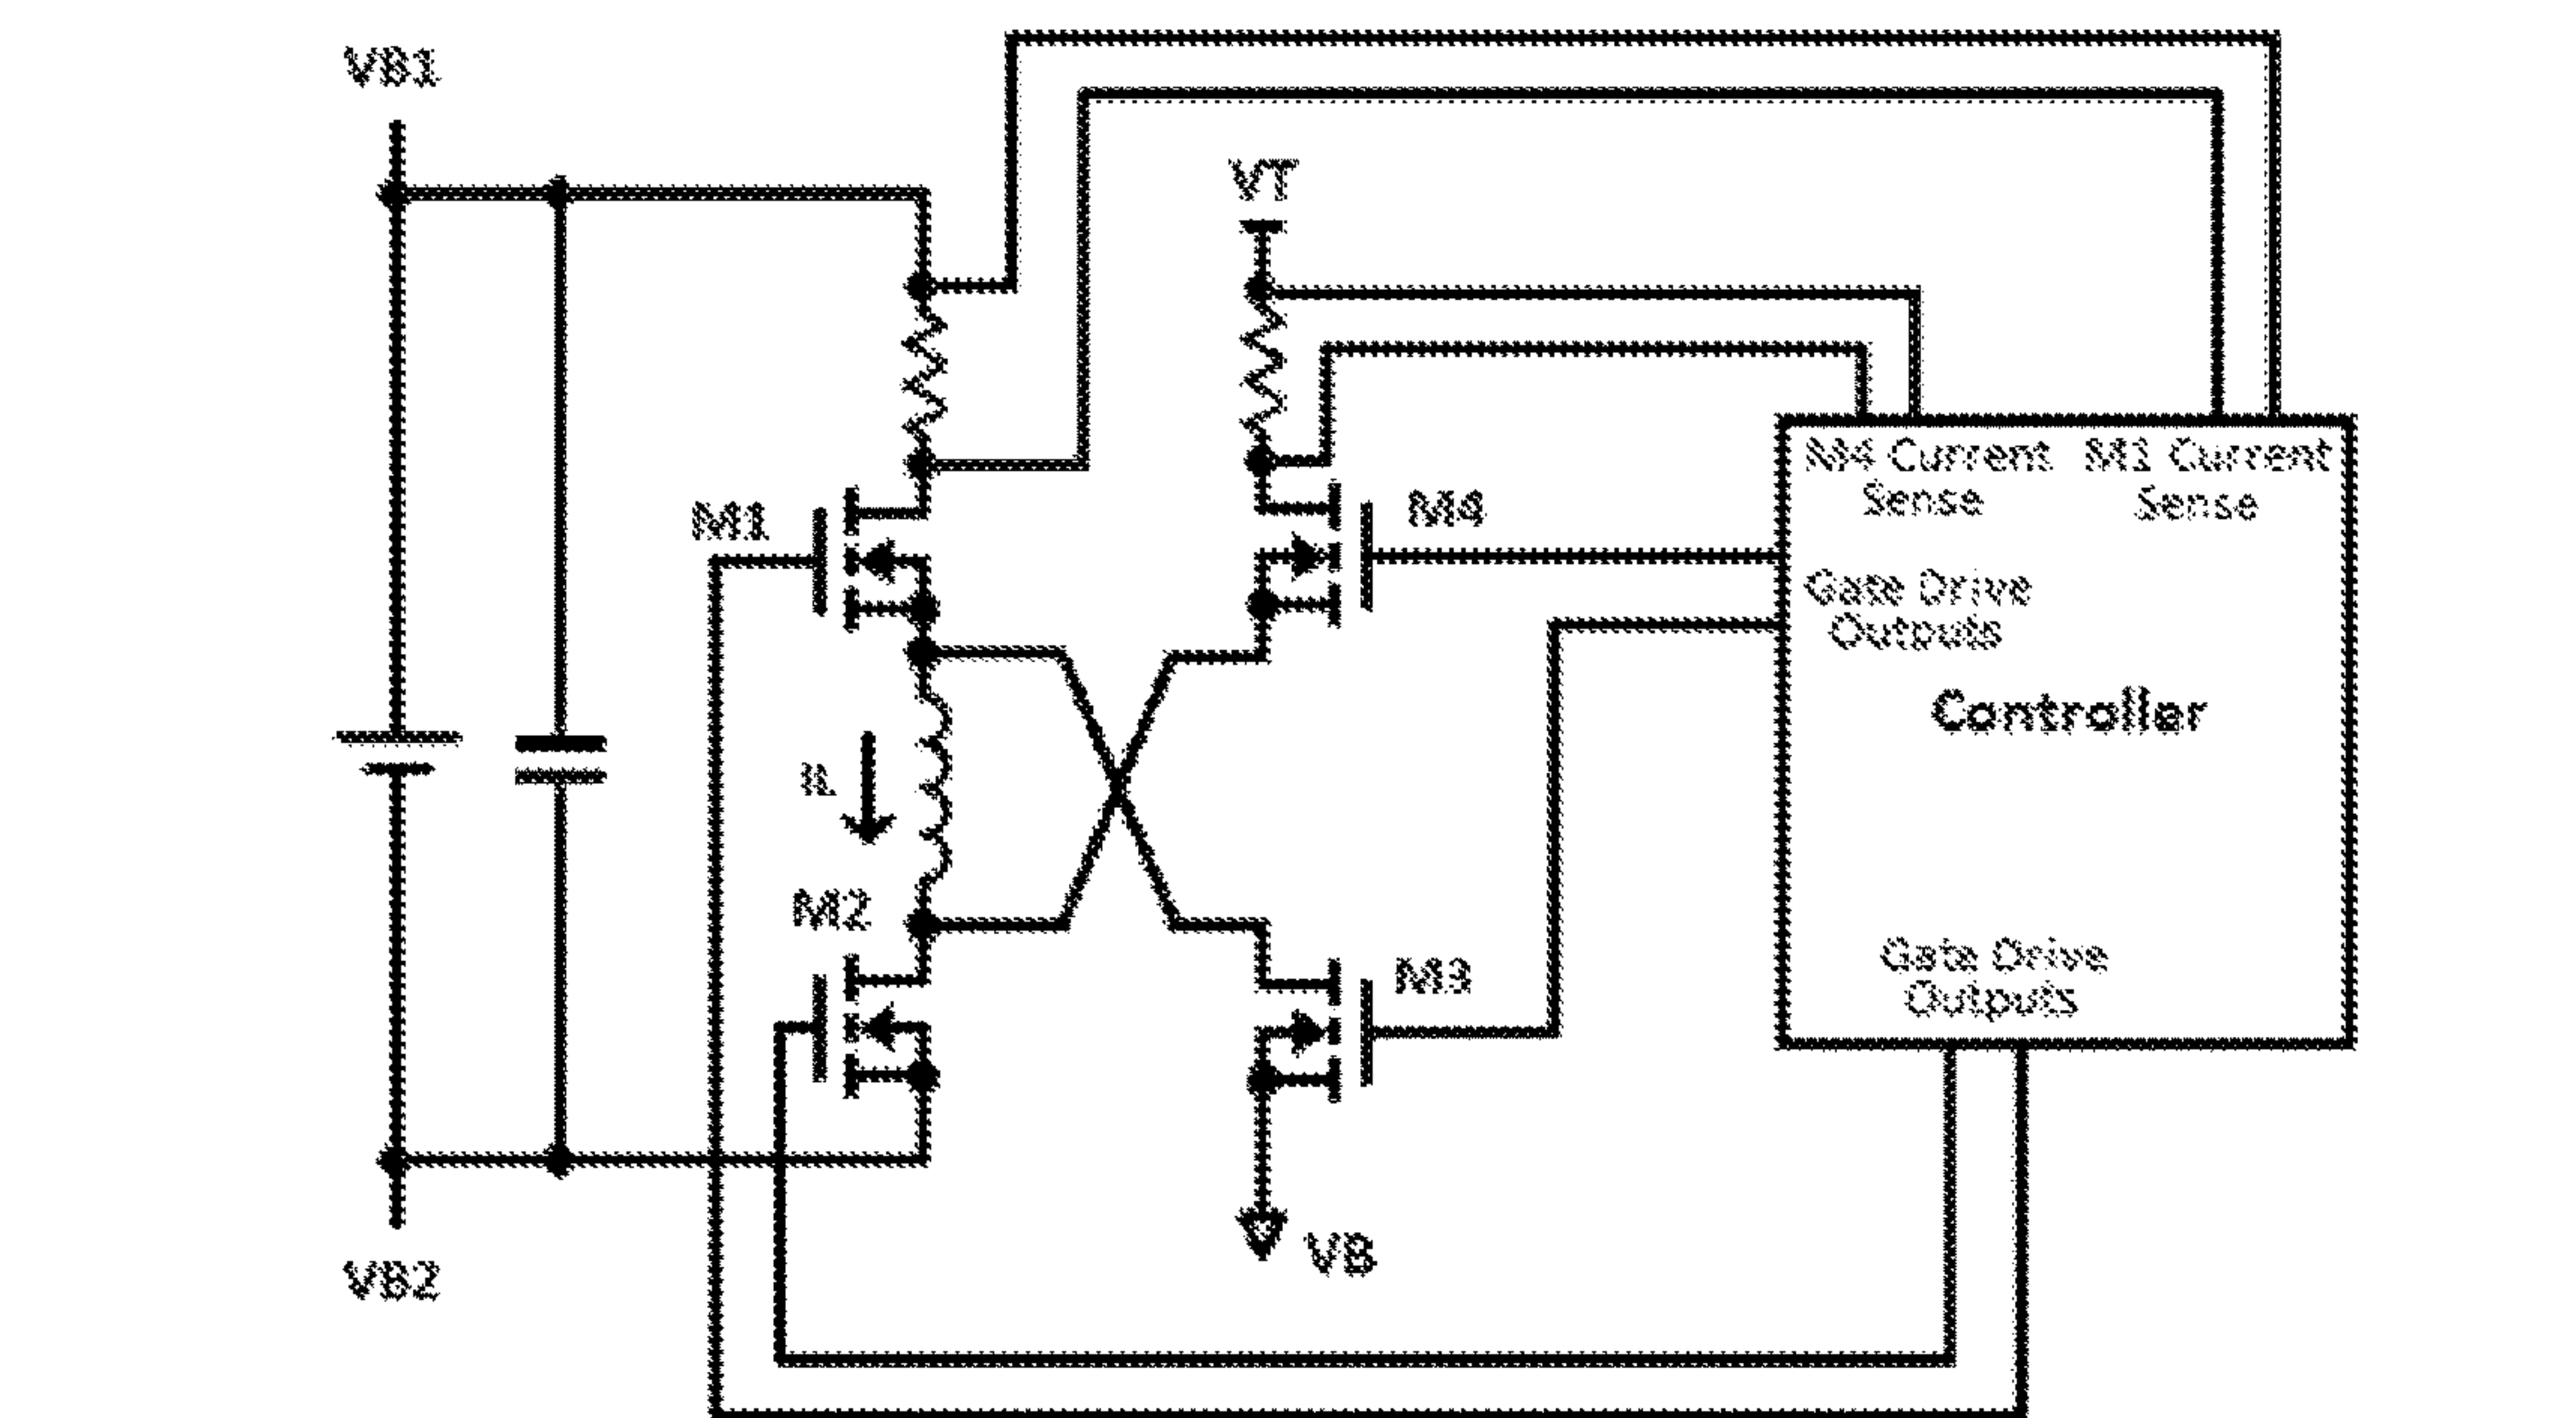 VB1
VT
M4 Current
Sense
M1 Current
Sense
M1
M4
Gate Drive
Outputs
Controller
IL
M2
M3
Gate Drive
Outputs
VB
VB2